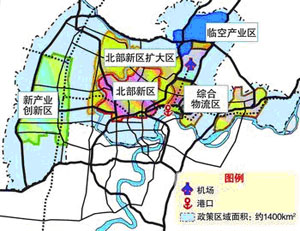 临空产业区
北部新区扩大区
北部新区
新产业
创新区
综合
物流区
图例
机场
港口
政策区域面积：约1400km²